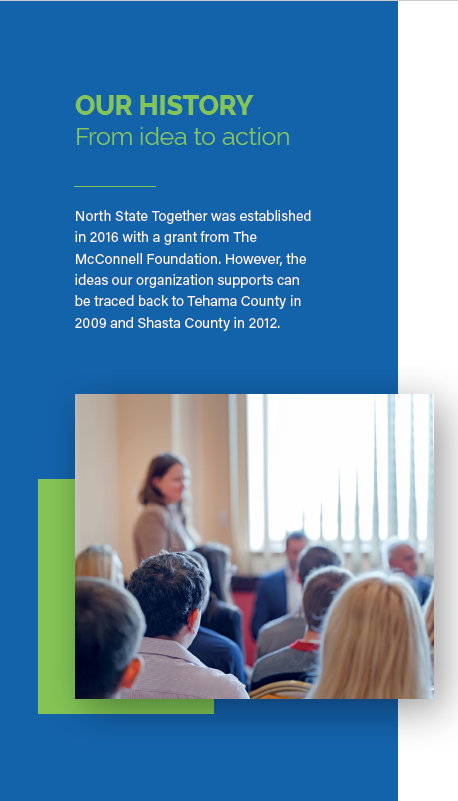 OUR HISTORY
From idea to action
North State Together was established
in 2016 with a grant from The
McConnell Foundation. However, the
ideas our organization supports can
be traced back to Tehama County in
2009 and Shasta County in 2012.